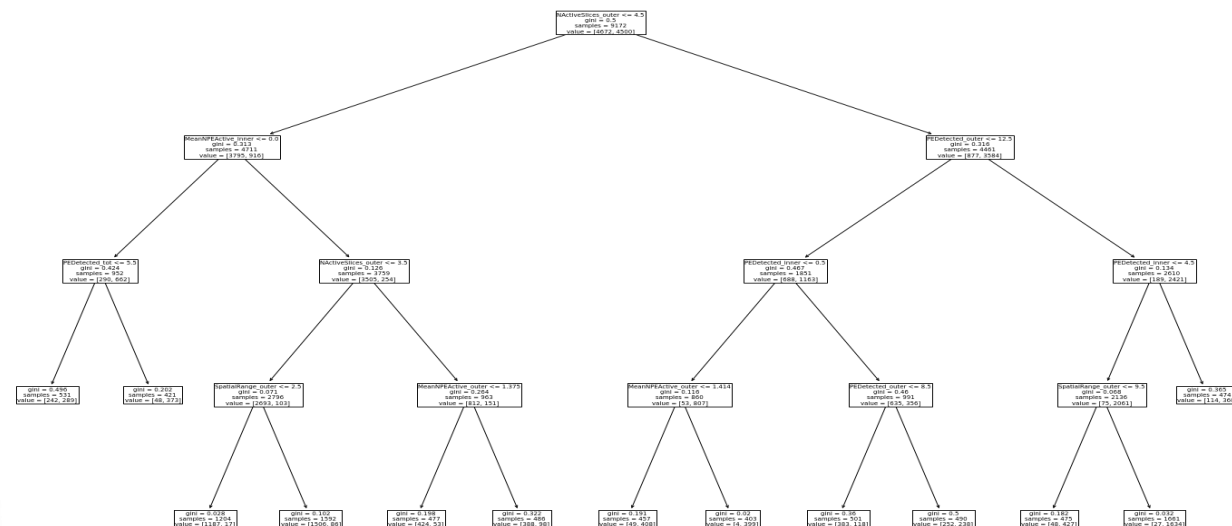 NActiveSlices_outer <= 4.5
gini = 0.5
samples = 9172
value = [4672, 4500]
MeanNPEActive_inner <= 0.0
gini = 0.313
samples = 4711
value = [3795, 916]
PEDetected_outer <= 12.5
gini = 0.316
samples = 4461
value = [877, 3584]
PEDetected_tot <= 5.5
gini = 0.424
samples = 952
value = [290, 662]
NActiveSlices_outer <= 3.5
gini = 0.126
samples = 3759
value = [3505, 254]
PEDetected_inner <= 0.5
gini = 0.467
samples = 1851
value = [688, 1163]
PEDetected_inner <= 4.5
gini = 0.134
samples = 2610
value = [189, 2421]
gini = 0.496
samples = 531
value = [242, 289]
gini = 0.202
samples = 421
value = [48, 373]
SpatialRange_outer <= 2.5
gini = 0.071
samples = 2796
value = [2693, 103]
MeanNPEActive_outer <= 1.375
gini = 0.264
samples = 963
value = [812, 151]
MeanNPEActive_outer <= 1.414
gini = 0.116
samples = 860
value = [53, 807]
PEDetected_outer <= 8.5
gini = 0.46
samples = 991
value = [635, 356]
SpatialRange_outer <= 9.5
gini = 0.068
samples = 2136
value = [75, 2061]
gini = 0.365
samples = 474
value = [114, 360
gini = 0.028
samples = 1204
value = [1187, 17]
gini = 0.102
samples = 1592
value = [1506, 86]
gini = 0.198
samples = 477
value = [424, 53]
gini = 0.322
samples = 486
value = [388, 98]
gini = 0.191
samples = 457
value = [49, 408]
gini = 0.02
samples = 403
value = [4, 399]
gini = 0.36
samples = 501
value = [383, 118]
gini = 0.5
samples = 490
value = [252, 238]
gini = 0.182
samples = 475
value = [48, 427]
gini = 0.032
samples = 1661
value = [27, 1634]